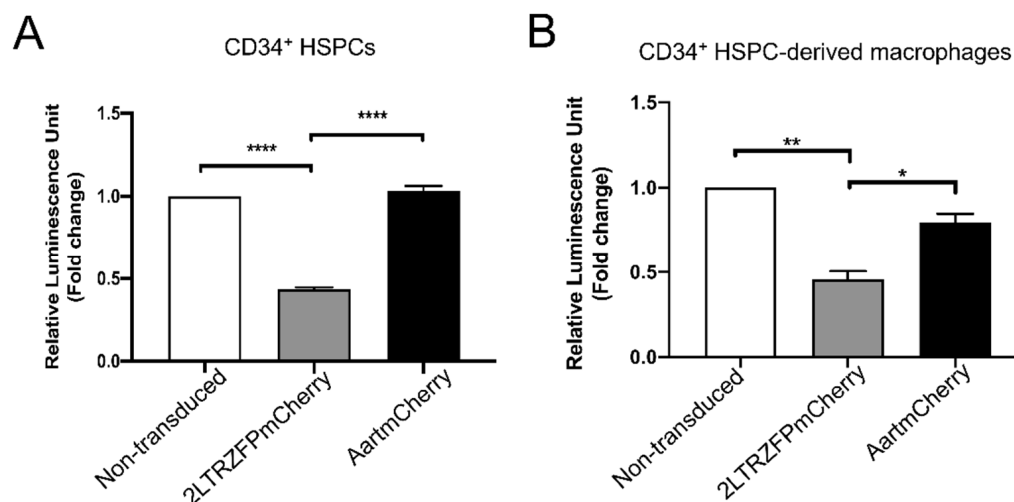 A
CD34⁺ HSPCs
Relative Luminescence Unit
(Fold change)
1.5
1.0
0.5
0.0
****
****
Non-transduced
2LTRZFPmCherry
AartmCherry
B
CD34⁺ HSPC-derived macrophages
Relative Luminescence Unit
(Fold change)
1.5
1.0
0.5
0.0
**
*
Non-transduced
2LTRZFPmCherry
AartmCherry